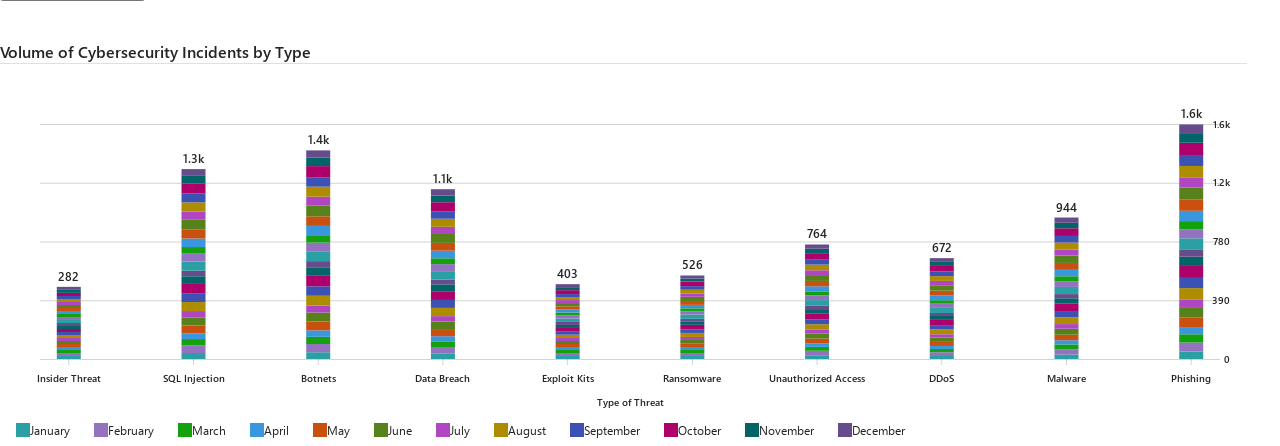 Volume of Cybersecurity Incidents by Type
282
1.3k
1.4k
1.1k
403
526
764
672
944
1.6k
1.6k
1.2k
780
390
0
Insider Threat SQL Injection Botnets Data Breach Exploit Kits Ransomware Unauthorized Access DDoS Malware Phishing
Type of Threat
January February March April May June July August September October November December